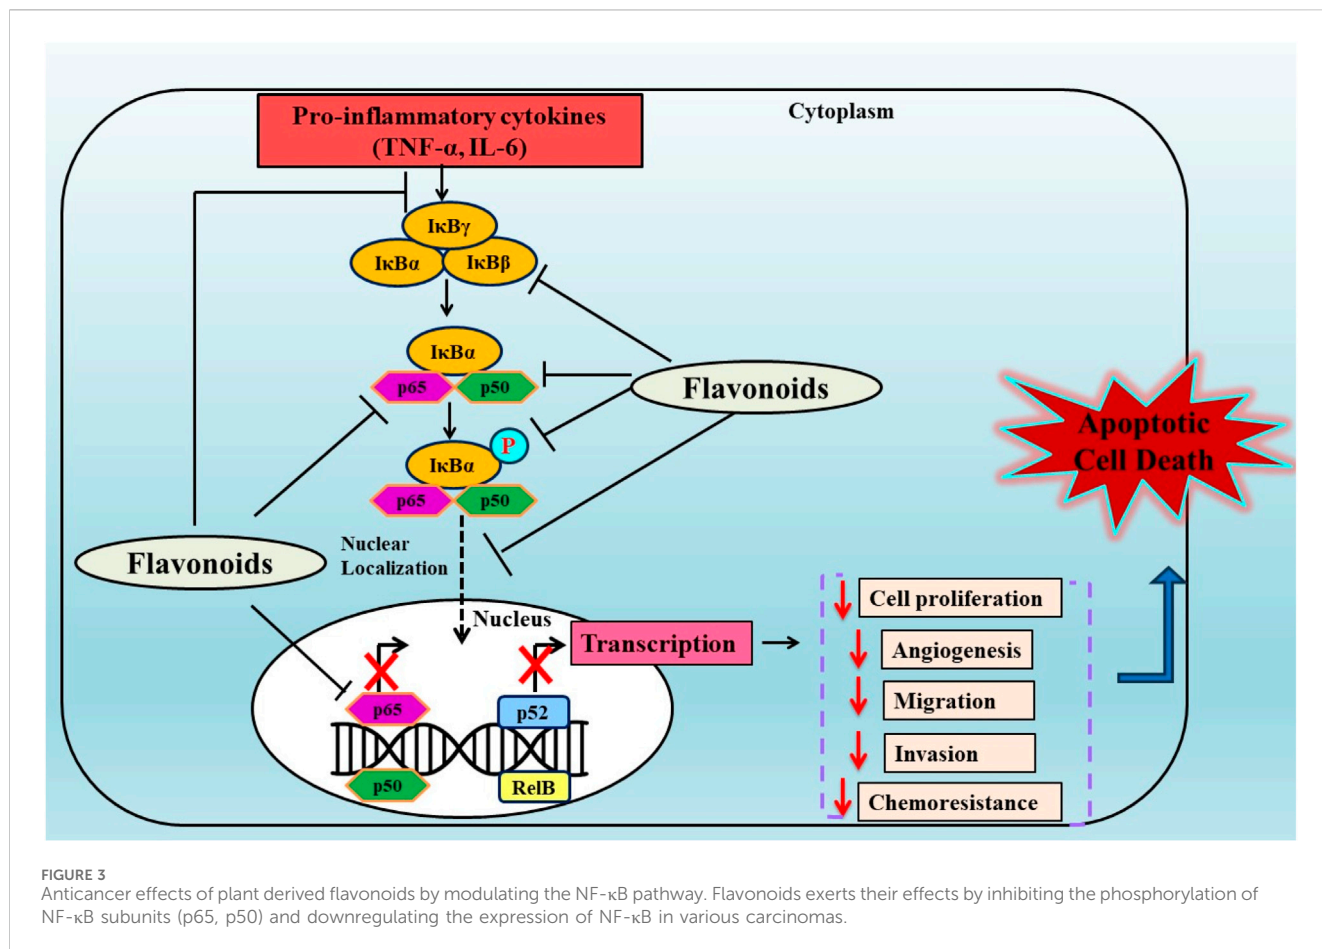 Pro-inflammatory cytokines
(TNF-α, IL-6)
Cytoplasm
IκBγ
IκBα
IκBβ
IκBα
p65
p50
Flavonoids
Apoptotic
Cell Death
P
IκBα
p65
p50
Flavonoids
Nuclear
Localization
Nucleus
Transcription
Cell proliferation
Angiogenesis
Migration
Invasion
Chemoresistance
p65
p52
p50
RelB
FIGURE 3
Anticancer effects of plant derived flavonoids by modulating the NF-κB pathway. Flavonoids exerts their effects by inhibiting the phosphorylation of
NF-κB subunits (p65, p50) and downregulating the expression of NF-κB in various carcinomas.